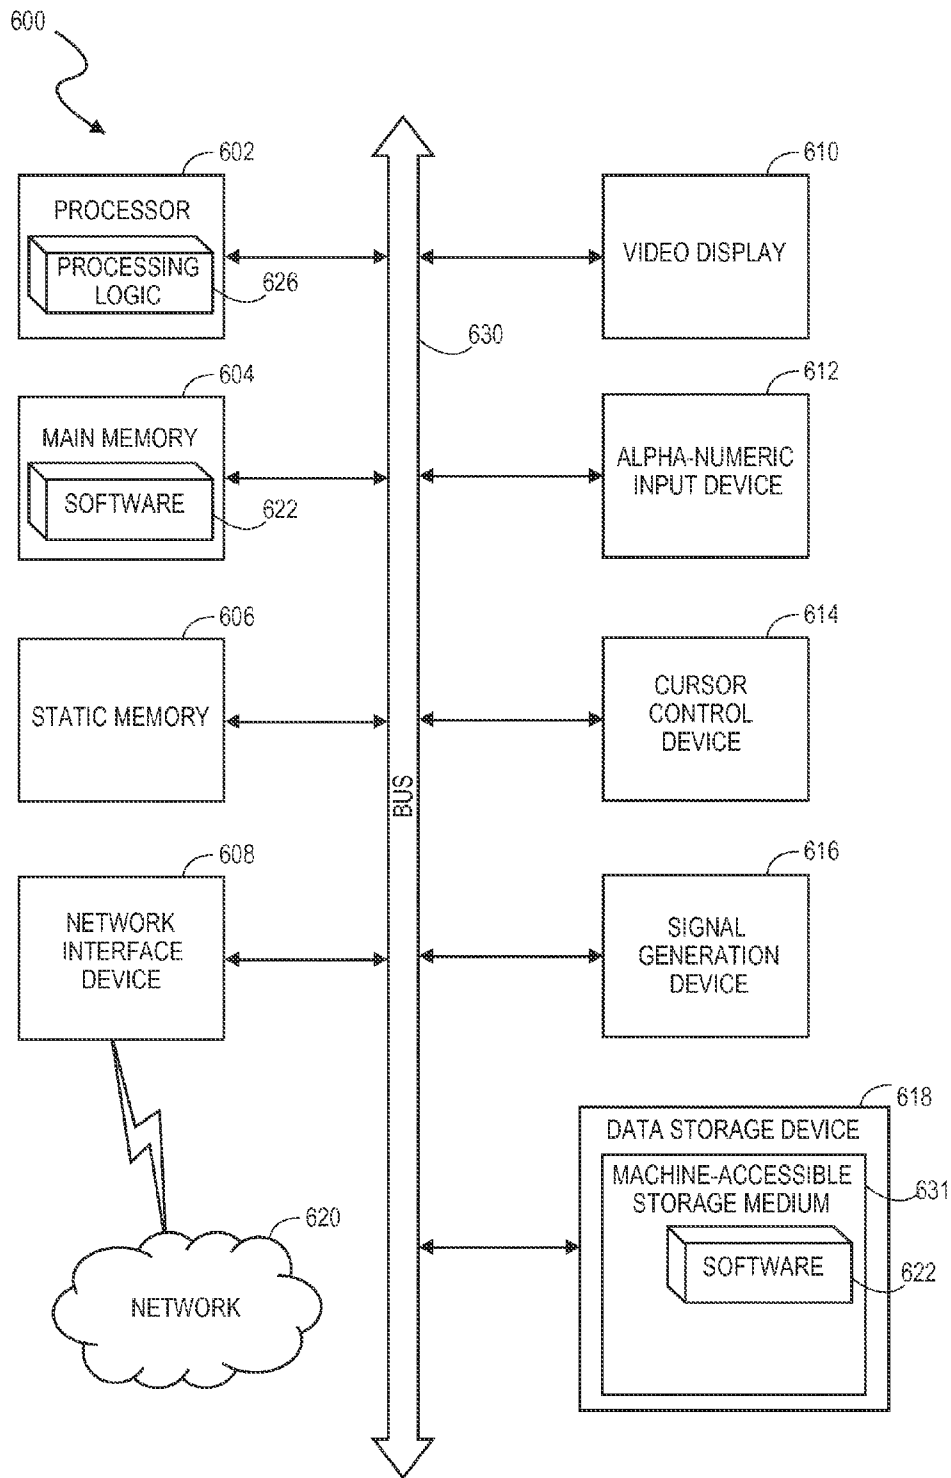 600
602
PROCESSOR
PROCESSING
LOGIC
626
604
MAIN MEMORY
SOFTWARE
622
606
STATIC MEMORY
608
NETWORK
INTERFACE
DEVICE
620
NETWORK
630
BUS
610
VIDEO DISPLAY
612
ALPHA-NUMERIC
INPUT DEVICE
614
CURSOR
CONTROL
DEVICE
616
SIGNAL
GENERATION
DEVICE
618
DATA STORAGE DEVICE
MACHINE-ACCESSIBLE
STORAGE MEDIUM
631
SOFTWARE
622